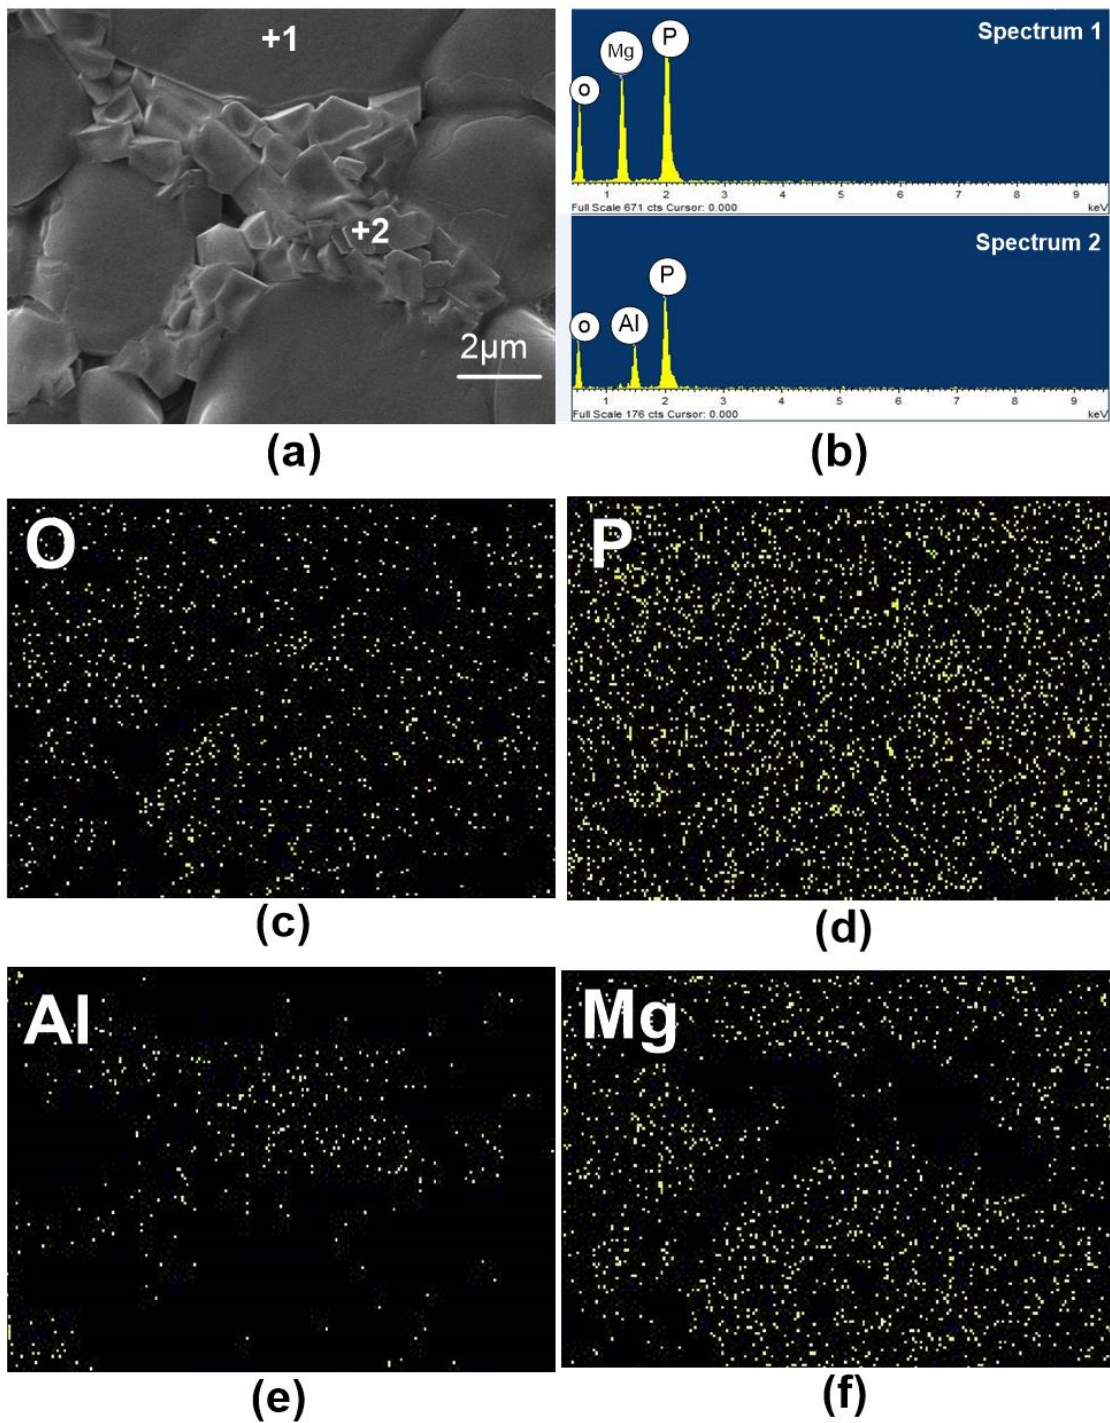 +1
+2
2μm
(a)
Spectrum 1
O
Mg
P
1 2 3 4 5 6 7 8 9
Full Scale 671 cts Cursor: 0.000
keV
Spectrum 2
O
Al
P
1 2 3 4 5 6 7 8 9
Full Scale 176 cts Cursor: 0.000
keV
(b)
O
(c)
P
(d)
Al
(e)
Mg
(f)